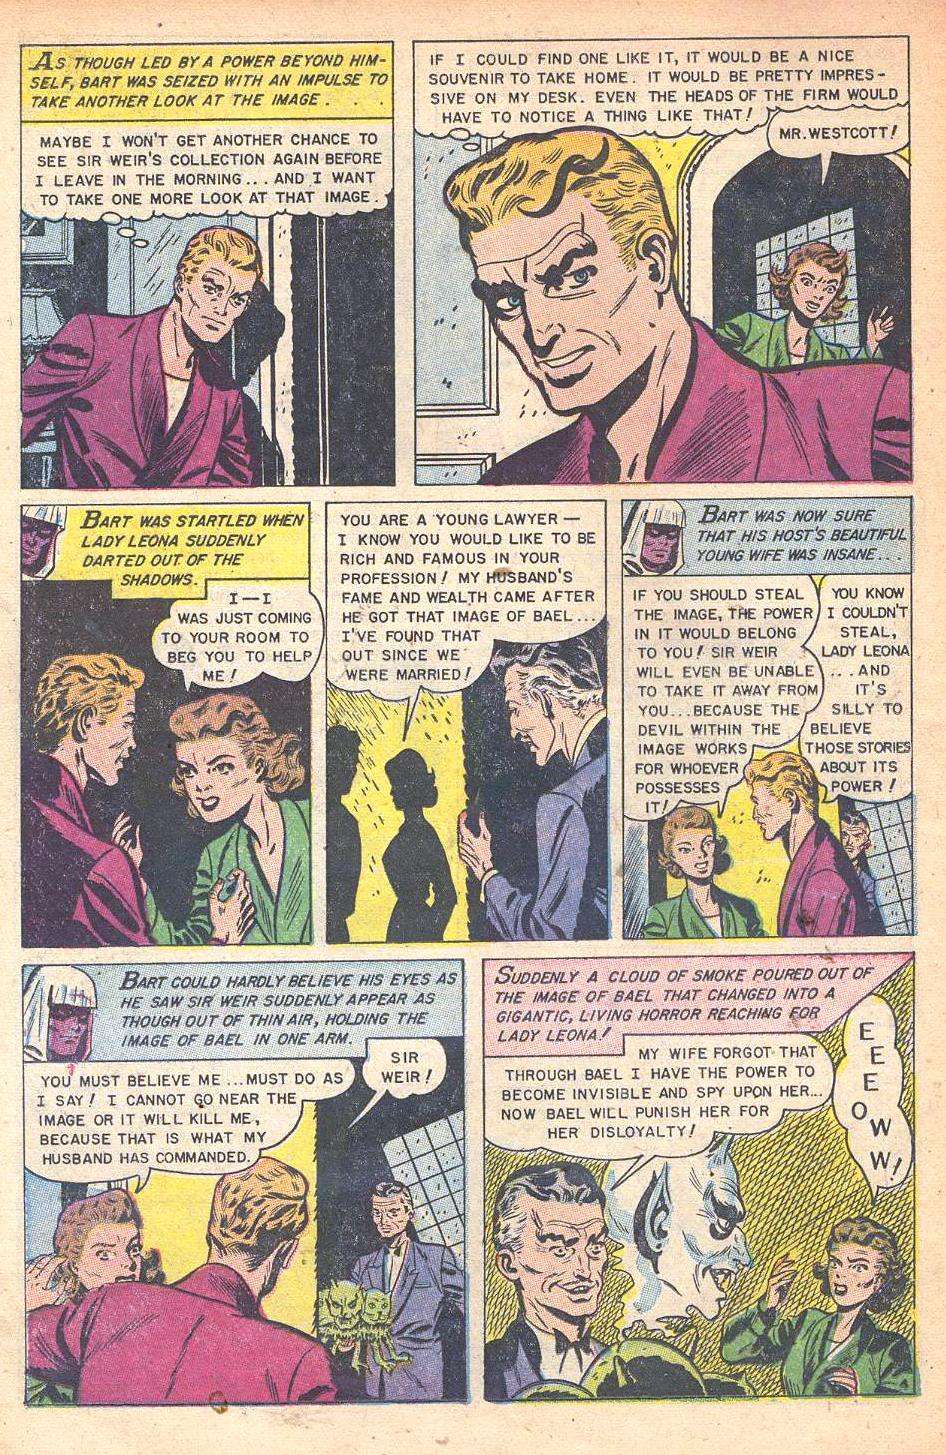 AS THOUGH LED BY A POWER BEYOND HIM-
SELF, BART WAS SEIZED WITH AN IMPULSE TO
TAKE ANOTHER LOOK AT THE IMAGE . . . .
MAYBE I WON'T GET ANOTHER CHANCE TO
SEE SIR WEIR'S COLLECTION AGAIN BEFORE
I LEAVE IN THE MORNING... AND I WANT
TO TAKE ONE MORE LOOK AT THAT IMAGE.
IF I COULD FIND ONE LIKE IT, IT WOULD BE A NICE
SOUVENIR TO TAKE HOME. IT WOULD BE PRETTY IMPRES-
SIVE ON MY DESK. EVEN THE HEADS OF THE FIRM WOULD
HAVE TO NOTICE A THING LIKE THAT!
MR. WESTCOTT!
BART WAS STARTLED WHEN
LADY LEONA SUDDENLY
DARTED OUT OF THE
SHADOWS.
I--I
WAS JUST COMING
TO YOUR ROOM TO
BEG YOU TO HELP
ME!
YOU ARE A YOUNG LAWYER —
I KNOW YOU WOULD LIKE TO BE
RICH AND FAMOUS IN YOUR
PROFESSION! MY HUSBAND'S
FAME AND WEALTH CAME AFTER
HE GOT THAT IMAGE OF BAEL...
I'VE FOUND THAT
OUT SINCE WE
WERE MARRIED!
BART WAS NOW SURE
THAT HIS HOST'S BEAUTIFUL
YOUNG WIFE WAS INSANE...
IF YOU SHOULD STEAL
THE IMAGE, THE POWER
IN IT WOULD BELONG
TO YOU! SIR WEIR
WILL EVEN BE UNABLE
TO TAKE IT AWAY FROM
YOU...BECAUSE THE
DEVIL WITHIN THE
IMAGE WORKS
FOR WHOEVER
POSSESSES
IT!
YOU KNOW
I COULDN'T
STEAL,
LADY LEONA
...AND
IT'S
SILLY TO
BELIEVE
THOSE STORIES
ABOUT ITS
POWER!
BART COULD HARDLY BELIEVE HIS EYES AS
HE SAW SIR WEIR SUDDENLY APPEAR AS
THOUGH OUT OF THIN AIR, HOLDING THE
IMAGE OF BAEL IN ONE ARM.
YOU MUST BELIEVE ME...MUST DO AS
I SAY! I CANNOT GO NEAR THE
IMAGE OR IT WILL KILL ME,
BECAUSE THAT IS WHAT MY
HUSBAND HAS COMMANDED.
SIR
WEIR!
SUDDENLY A CLOUD OF SMOKE POURED OUT OF
THE IMAGE OF BAEL THAT CHANGED INTO A
GIGANTIC, LIVING HORROR REACHING FOR
LADY LEONA!
MY WIFE FORGOT THAT
THROUGH BAEL I HAVE THE POWER TO
BECOME INVISIBLE AND SPY UPON HER...
NOW BAEL WILL PUNISH HER FOR
HER DISLOYALTY!
EEEOWW!